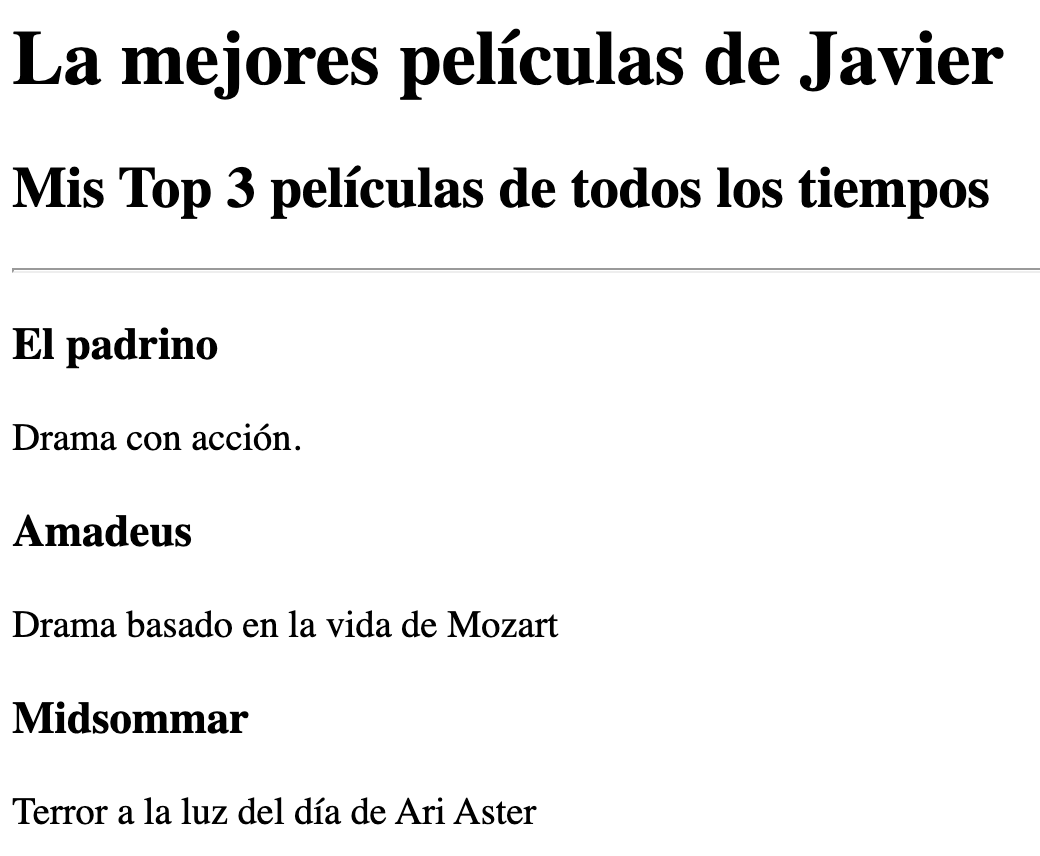 La mejores películas de Javier
Mis Top 3 películas de todos los tiempos
El padrino
Drama con acción.
Amadeus
Drama basado en la vida de Mozart
Midsommar
Terror a la luz del día de Ari Aster